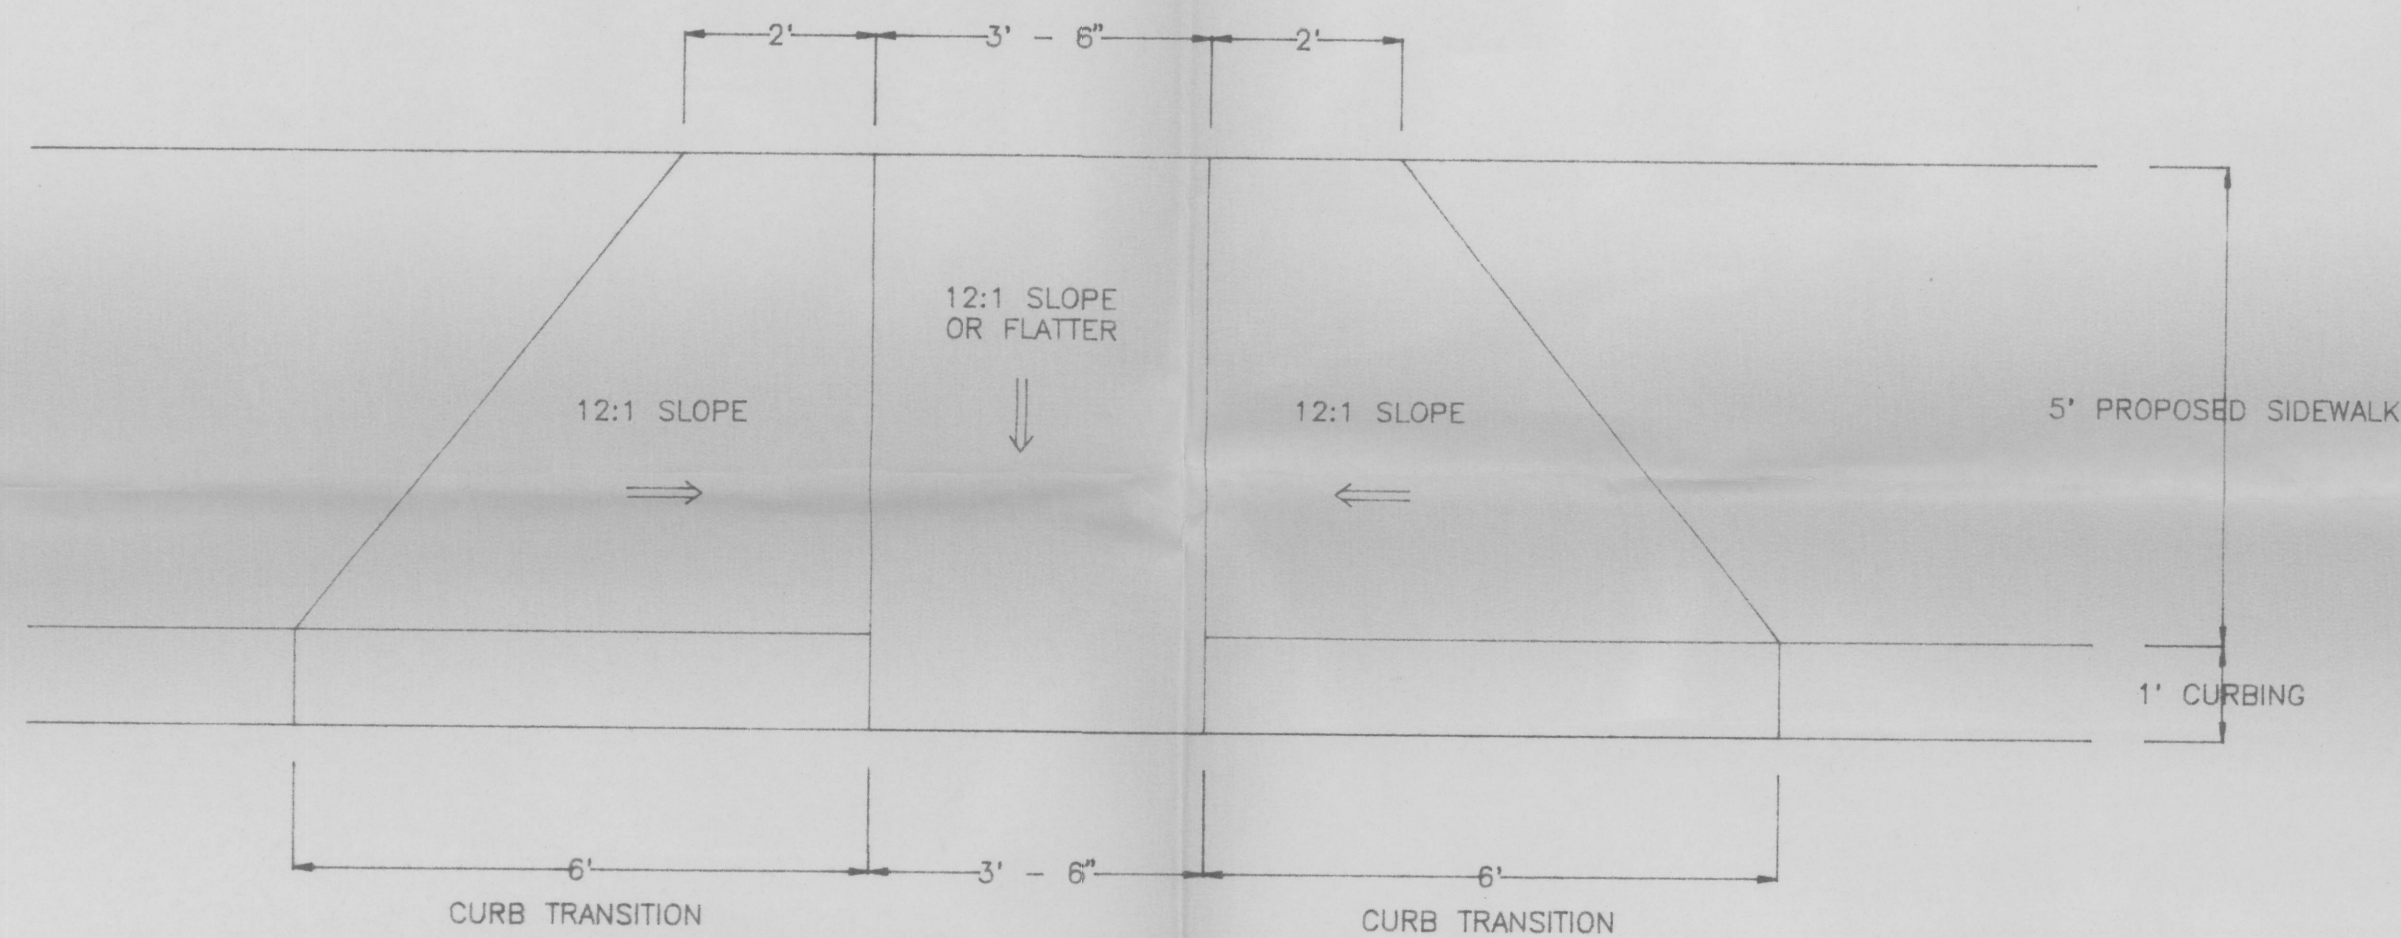 2'
3' - 6"
2'
12:1 SLOPE
OR FLATTER
12:1 SLOPE
12:1 SLOPE
5' PROPOSED SIDEWALK
1' CURBING
6'
3' - 6"
6'
CURB TRANSITION
CURB TRANSITION